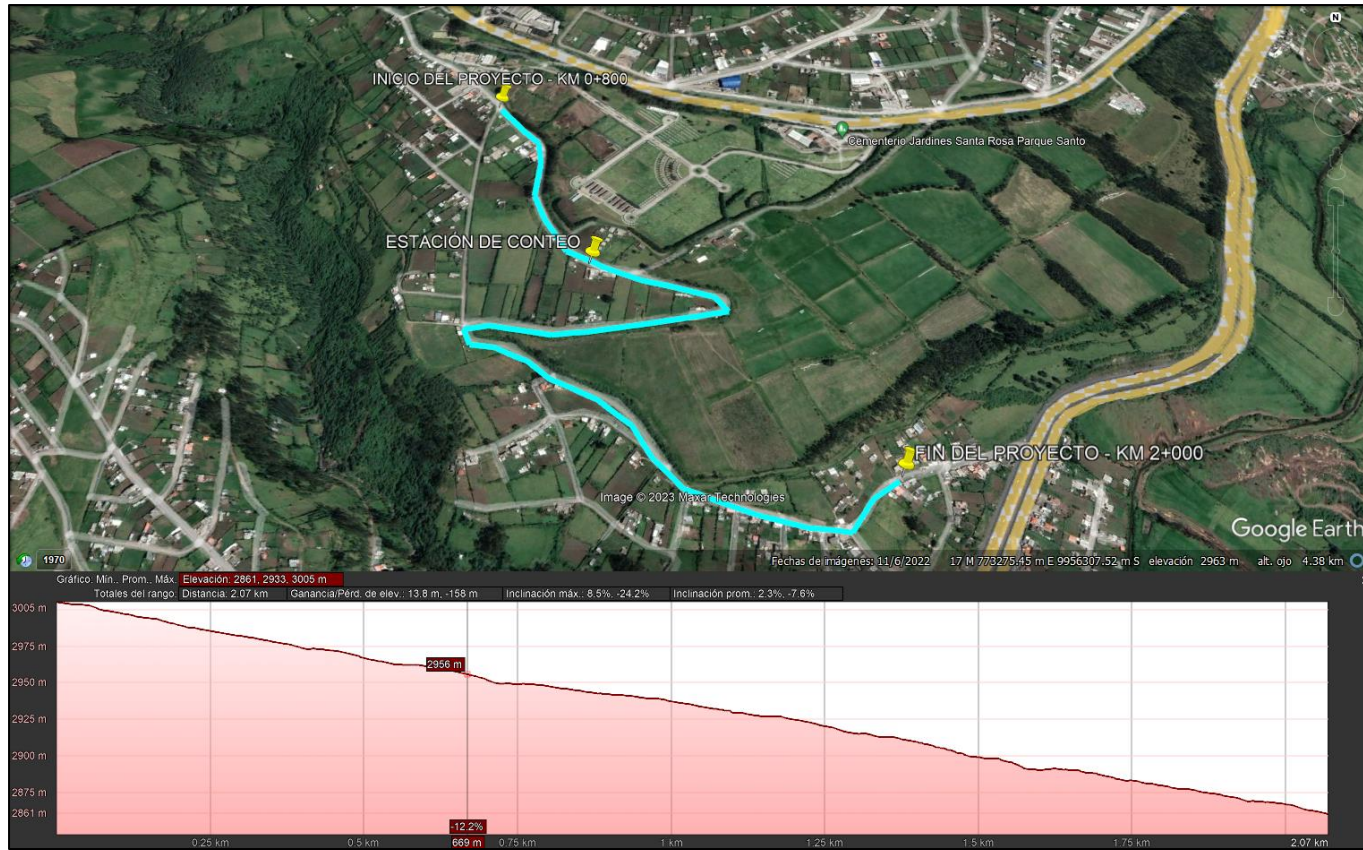 N
INICIO DEL PROYECTO - KM 0+800
Cementerio Jardines Santa Rosa Parque Santo
ESTACIÓN DE CONTEO
FIN DEL PROYECTO - KM 2+000
Image © 2023 Maxar Technologies
Google Earth
1970
Fechas de imágenes: 11/6/2022 17 M 773275.45 m E 9956307.52 m S elevación 2963 m alt. ojo 4.38 km
Gráfico: Mín., Prom., Máx. Elevación: 2861, 2933, 3005 m
Totales del rango: Distancia: 2.07 km Ganancia/Pérd. de elev.: 13.8 m, -158 m Inclinación máx.: 8.5%, -24.2% Inclinación prom.: 2.3%, -7.6%
3005 m
2975 m
2956 m
2950 m
2925 m
2900 m
2875 m
2861 m
-12.2%
0.25 km 0.5 km 669 m 0.75 km 1 km 1.25 km 1.5 km 1.75 km 2.07 km